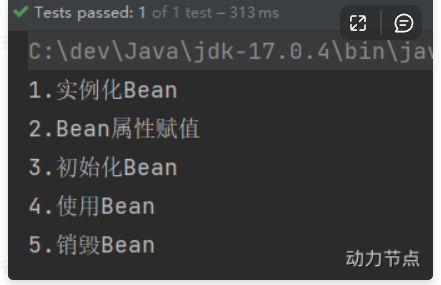 Tests passed: 1 of 1 test – 313 ms
C:\dev\Java\jdk-17.0.4\bin\jav
1.实例化Bean
2.Bean属性赋值
3.初始化Bean
4.使用Bean
5.销毁Bean
动力节点